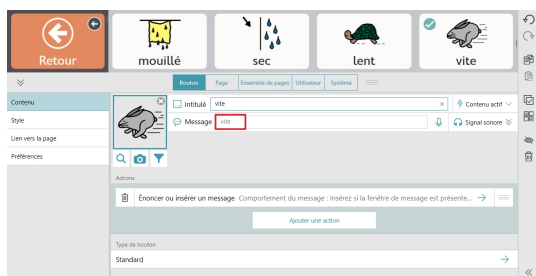 Retour
mouillé
sec
lent
vite
Bouton Page Ensemble de pages Utilisateur Système
Contenu
Style
Lien vers la page
Préférences
Intitulé vite × Contenu actif
Message vite Signal sonore
Actions
Énoncer ou insérer un message Comportement du message : Insérez si la fenêtre de message est présente...
Ajouter une action
Type de bouton
Standard